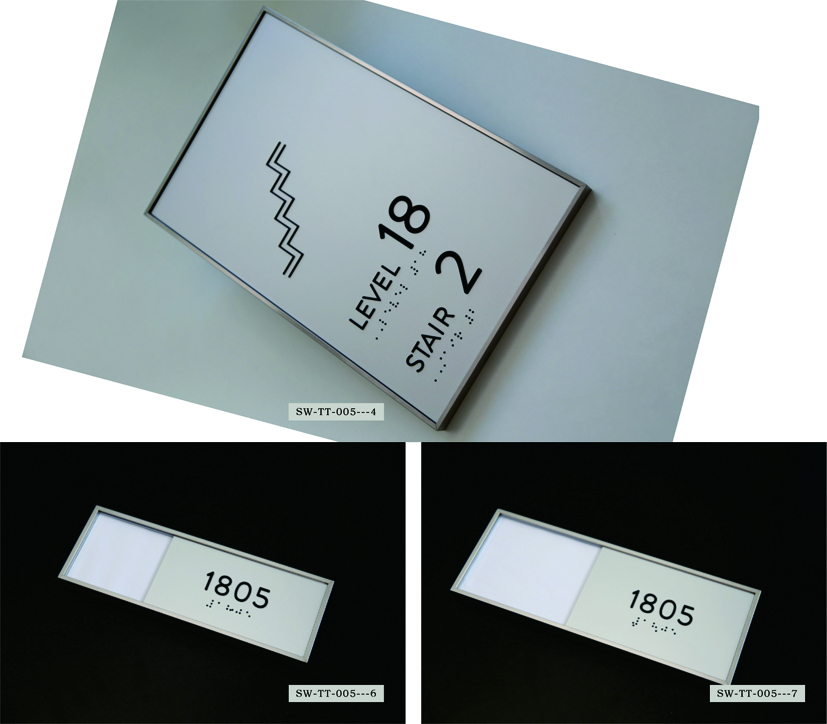 LEVEL 18
STAIR 2
SW-TT-005---4
1805
SW-TT-005---6
1805
SW-TT-005---7